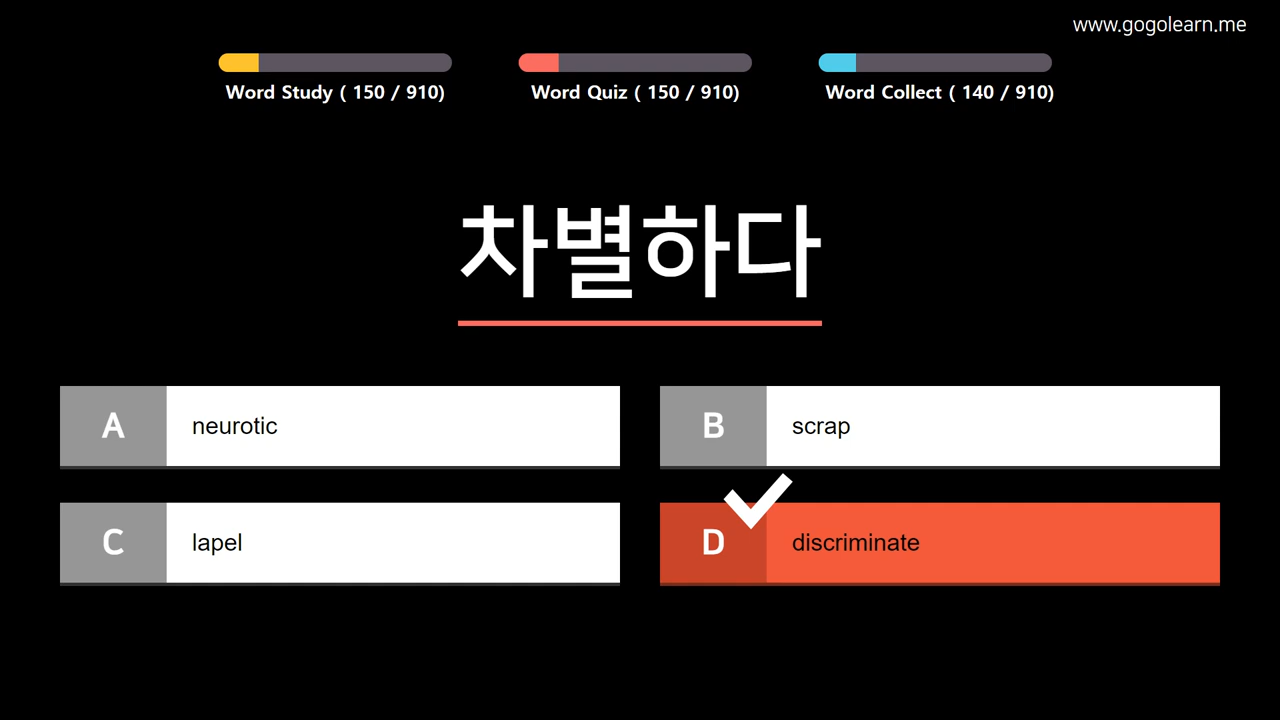 www.gogolearn.me
Word Study ( 150 / 910)
Word Quiz ( 150 / 910)
Word Collect ( 140 / 910)
차별하다
A neurotic
B scrap
C lapel
D discriminate